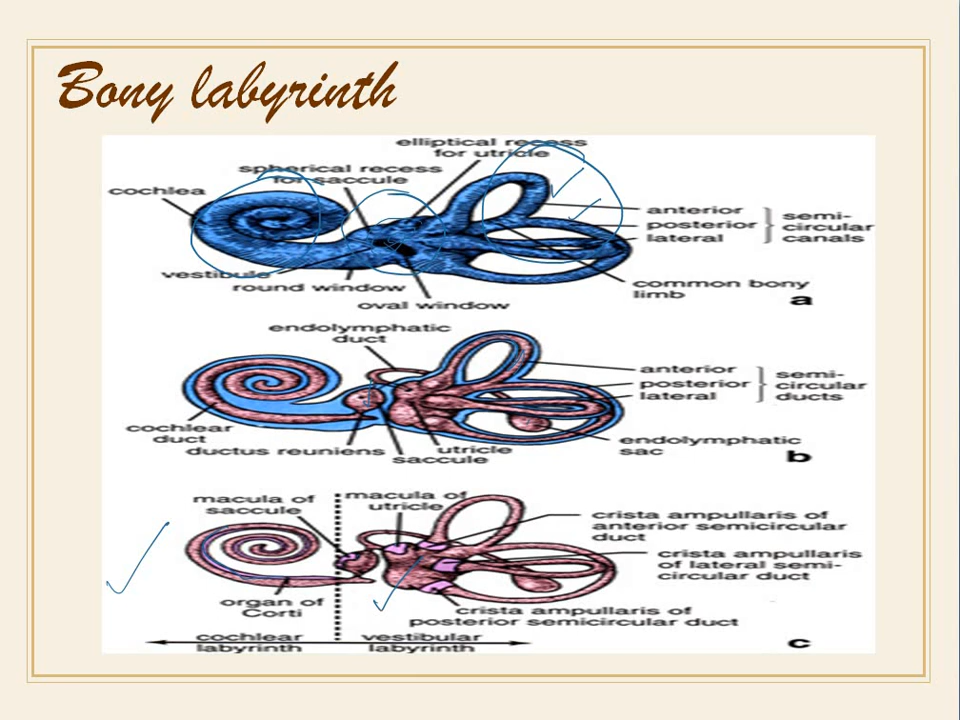 Bony labyrinth
elliptical recess
for utricle
spherical recess
for saccule
cochlea
anterior
posterior
lateral
semi-
circular
canals
vestibule
round window
oval window
common bony
limb
a
endolymphatic
duct
anterior
posterior
lateral
semi-
circular
ducts
cochlear
duct
ductus reuniens
utricle
saccule
endolymphatic
sac
b
macula of
saccule
macula of
utricle
crista ampullaris of
anterior semicircular
duct
crista ampullaris
of lateral semi-
circular duct
organ of
Corti
crista ampullaris of
posterior semicircular duct
cochlear
labyrinth
vestibular
labyrinth
c